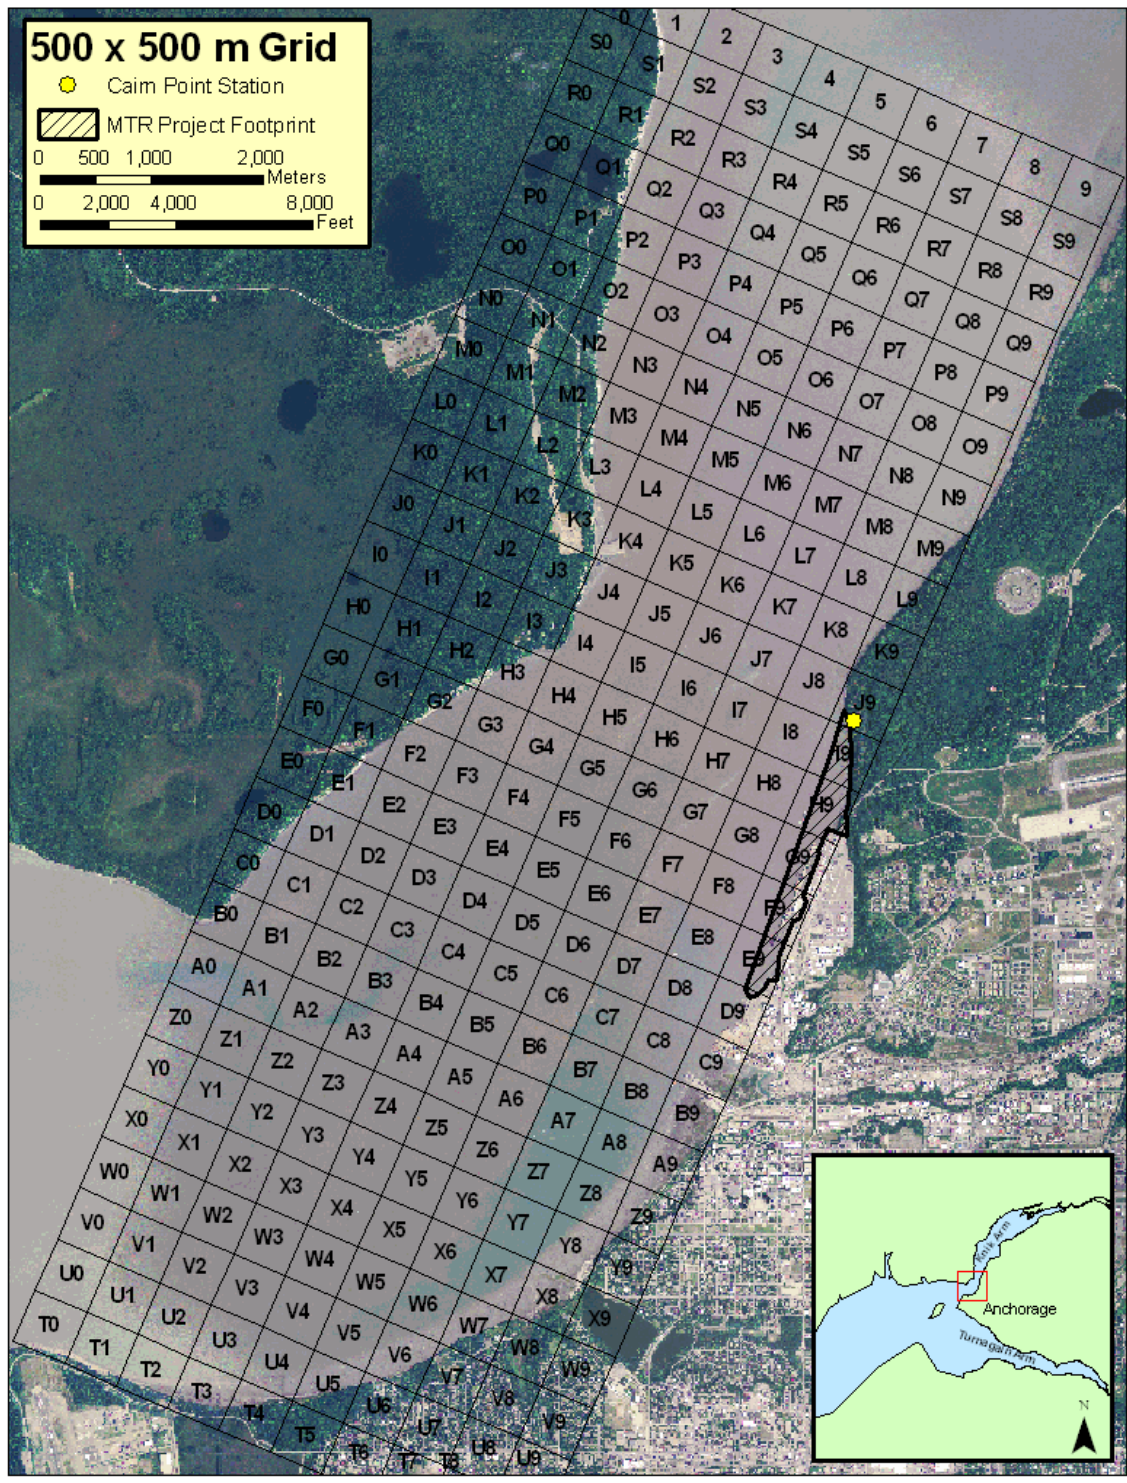 500 x 500 m Grid
Cairn Point Station
MTR Project Footprint
0 500 1,000 2,000
Meters
0 2,000 4,000 8,000
Feet
0 1 2 3 4 5 6 7 8 9
S0 S1 S2 S3 S4 S5 S6 S7 S8 S9
R0 R1 R2 R3 R4 R5 R6 R7 R8 R9
Q0 Q1 Q2 Q3 Q4 Q5 Q6 Q7 Q8 Q9
P0 P1 P2 P3 P4 P5 P6 P7 P8 P9
O0 O1 O2 O3 O4 O5 O6 O7 O8 O9
N0 N1 N2 N3 N4 N5 N6 N7 N8 N9
M0 M1 M2 M3 M4 M5 M6 M7 M8 M9
L0 L1 L2 L3 L4 L5 L6 L7 L8 L9
K0 K1 K2 K3 K4 K5 K6 K7 K8 K9
J0 J1 J2 J3 J4 J5 J6 J7 J8 J9
I0 I1 I2 I3 I4 I5 I6 I7 I8 I9
H0 H1 H2 H3 H4 H5 H6 H7 H8 H9
G0 G1 G2 G3 G4 G5 G6 G7 G8 G9
F0 F1 F2 F3 F4 F5 F6 F7 F8 F9
E0 E1 E2 E3 E4 E5 E6 E7 E8 E9
D0 D1 D2 D3 D4 D5 D6 D7 D8 D9
C0 C1 C2 C3 C4 C5 C6 C7 C8 C9
B0 B1 B2 B3 B4 B5 B6 B7 B8 B9
A0 A1 A2 A3 A4 A5 A6 A7 A8 A9
Z0 Z1 Z2 Z3 Z4 Z5 Z6 Z7 Z8 Z9
Y0 Y1 Y2 Y3 Y4 Y5 Y6 Y7 Y8 Y9
X0 X1 X2 X3 X4 X5 X6 X7 X8 X9
W0 W1 W2 W3 W4 W5 W6 W7 W8 W9
V0 V1 V2 V3 V4 V5 V6 V7 V8 V9
U0 U1 U2 U3 U4 U5 U6 U7 U8 U9
T0 T1 T2 T3 T4 T5 T6 T7 T8
Knik Arm
Anchorage
Turnagain Arm
N